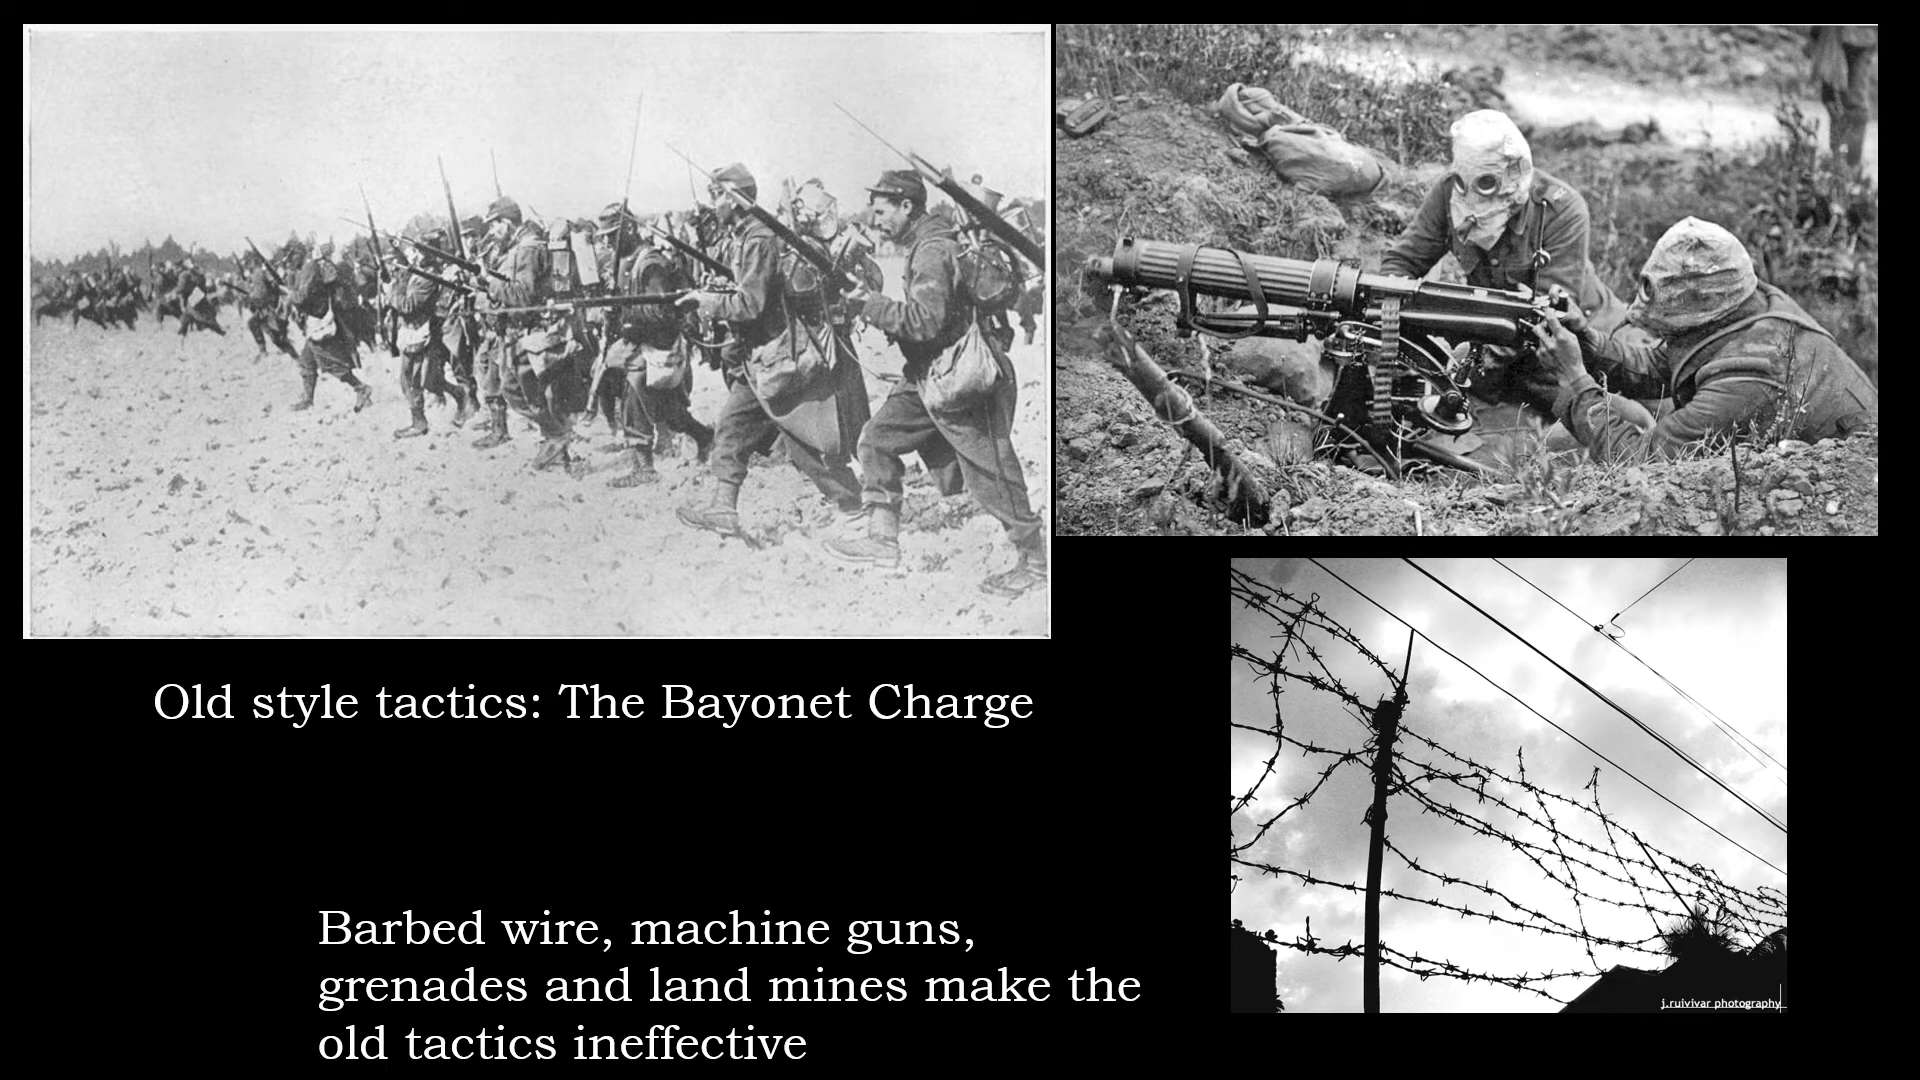 Old style tactics: The Bayonet Charge
Barbed wire, machine guns,
grenades and land mines make the
old tactics ineffective
j.ruivivar photography